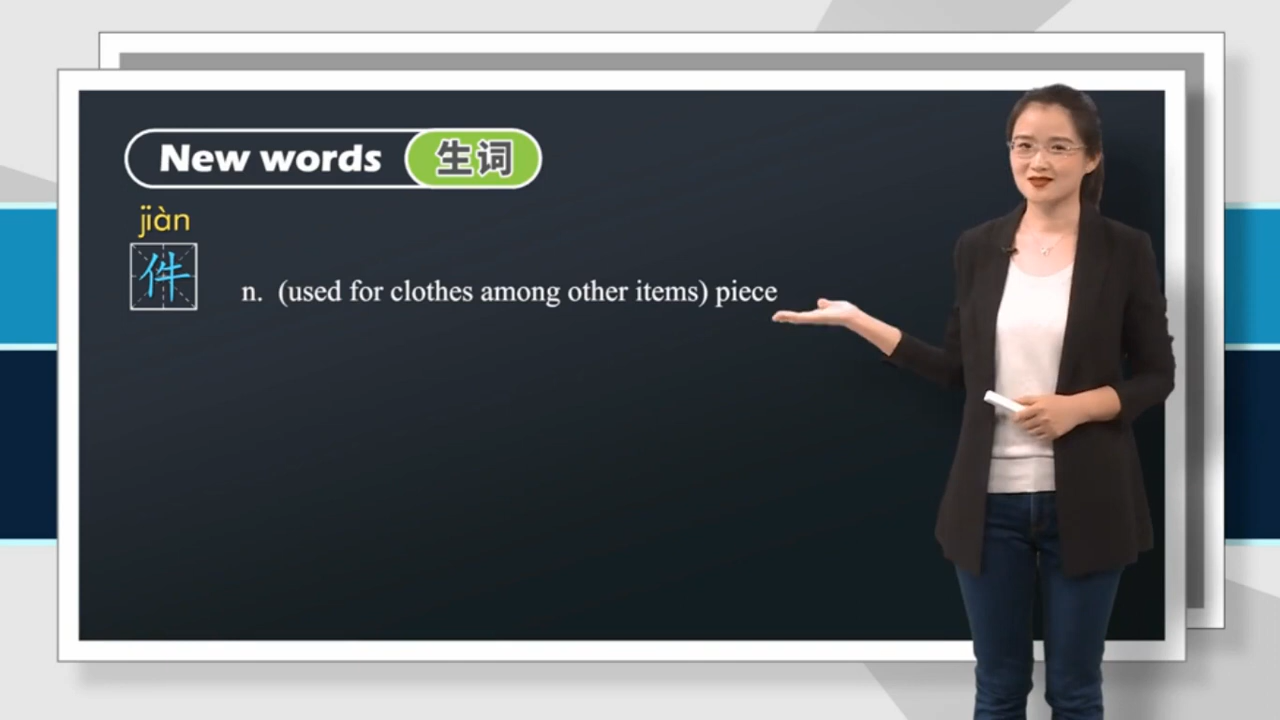 New words 生词
jiàn
件 n. (used for clothes among other items) piece